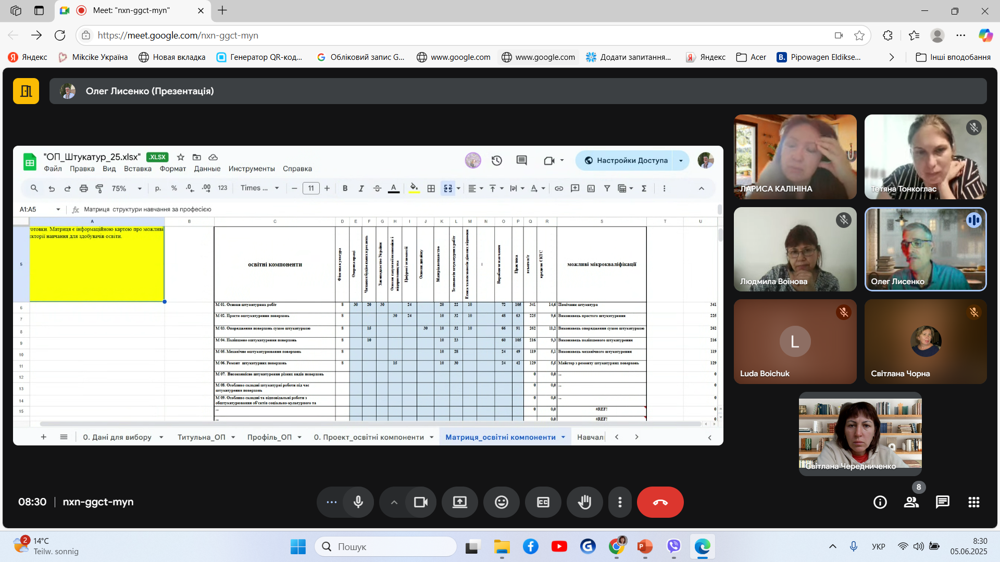 Meet: "nxn-ggct-myn"
https://meet.google.com/nxn-ggct-myn
Яндекс
Mikcike Україна
Новая вкладка
Генератор QR-код...
Обліковий запис G...
www.google.com
www.google.com
Додати запитання...
Яндекс
Acer
Pipowagen Eldikse...
Інші вподобання
Олег Лисенко (Презентація)
"ОП_Штукатур_25.xlsx" .XLSX
Настройки Доступа
Файл Правка Вид Вставка Формат Данные Инструменты Справка
75% р. % .0 .00 123 Times ... 11
A1:A5 Матриця структури навчання за професією
A B C D E F G H I J K L M N O P Q R S T U
готовки. Матриця є інформаційною картою про можливі
єкторії навчання для здобувачів освіти.
5 освітні компоненти Фізична культура Охорона праці Читання будівельних креслень Законодавство України Основи галузевої економіки і підприємництва Цифрові технології Основи дизайну Матеріалознавство Технологія штукатурних робіт Етика та психологія ділових відносин ... Виробниче навчання Практика всього н/г кредити ЄКТС можливі мікрокваліфікації
6 М 01. Основи штукатурних робіт 8 30 20 30 24 20 22 10 72 105 341 14,6 Помічник штукатура 341
7 М 02. Просте оштукатурення поверхонь 8 30 24 10 32 10 48 63 225 9,6 Виконавець простого штукатурення 225
8 М 03. Опорядження поверхонь сухою штукатуркою 8 15 30 10 32 10 66 91 262 11,2 Виконавець опорядження сухою штукатуркою 262
9 М 04. Поліпшене оштукатурення поверхонь 8 10 10 23 60 105 216 9,3 Виконавець поліпшеного штукатурення 216
10 М 05. Механічне оштукатурювання поверхонь 10 28 24 49 119 5,1 Виконавець механічного штукатурення 119
11 М 06. Ремонт штукатурних поверхонь 8 15 10 30 24 42 129 5,5 Майстер з ремонту штукатурних поверхонь 129
12 М 07. Високоякісне штукатурення різних видів поверхонь 0 0,0 ... 0
13 М 08. Особливо складні штукатурні роботи під час штукатурення поверхонь 0 0,0 ... 0
14 М 09. Особливо складні та відповідальні роботи з обштукатурювання об'єктів соціально-культурного та 0 0,0 ... 0
15 ... 0 0,0 #REF! 0
... 0,0 #REF! 0
0. Дані для вибору Титульна_ОП Профіль_ОП 0. Проект_освітні компоненти Матриця_освітні компоненти Навчал
ЛАРИСА КАЛІНІНА
Тетяна Тонкоглас
Людмила Воїнова
Олег Лисенко
L
Luda Boichuk
Світлана Чорна
Світлана Чередниченко
08:30 nxn-ggct-myn
8
2
14°C
Teilw. sonnig
Пошук
УКР
8:30
05.06.2025